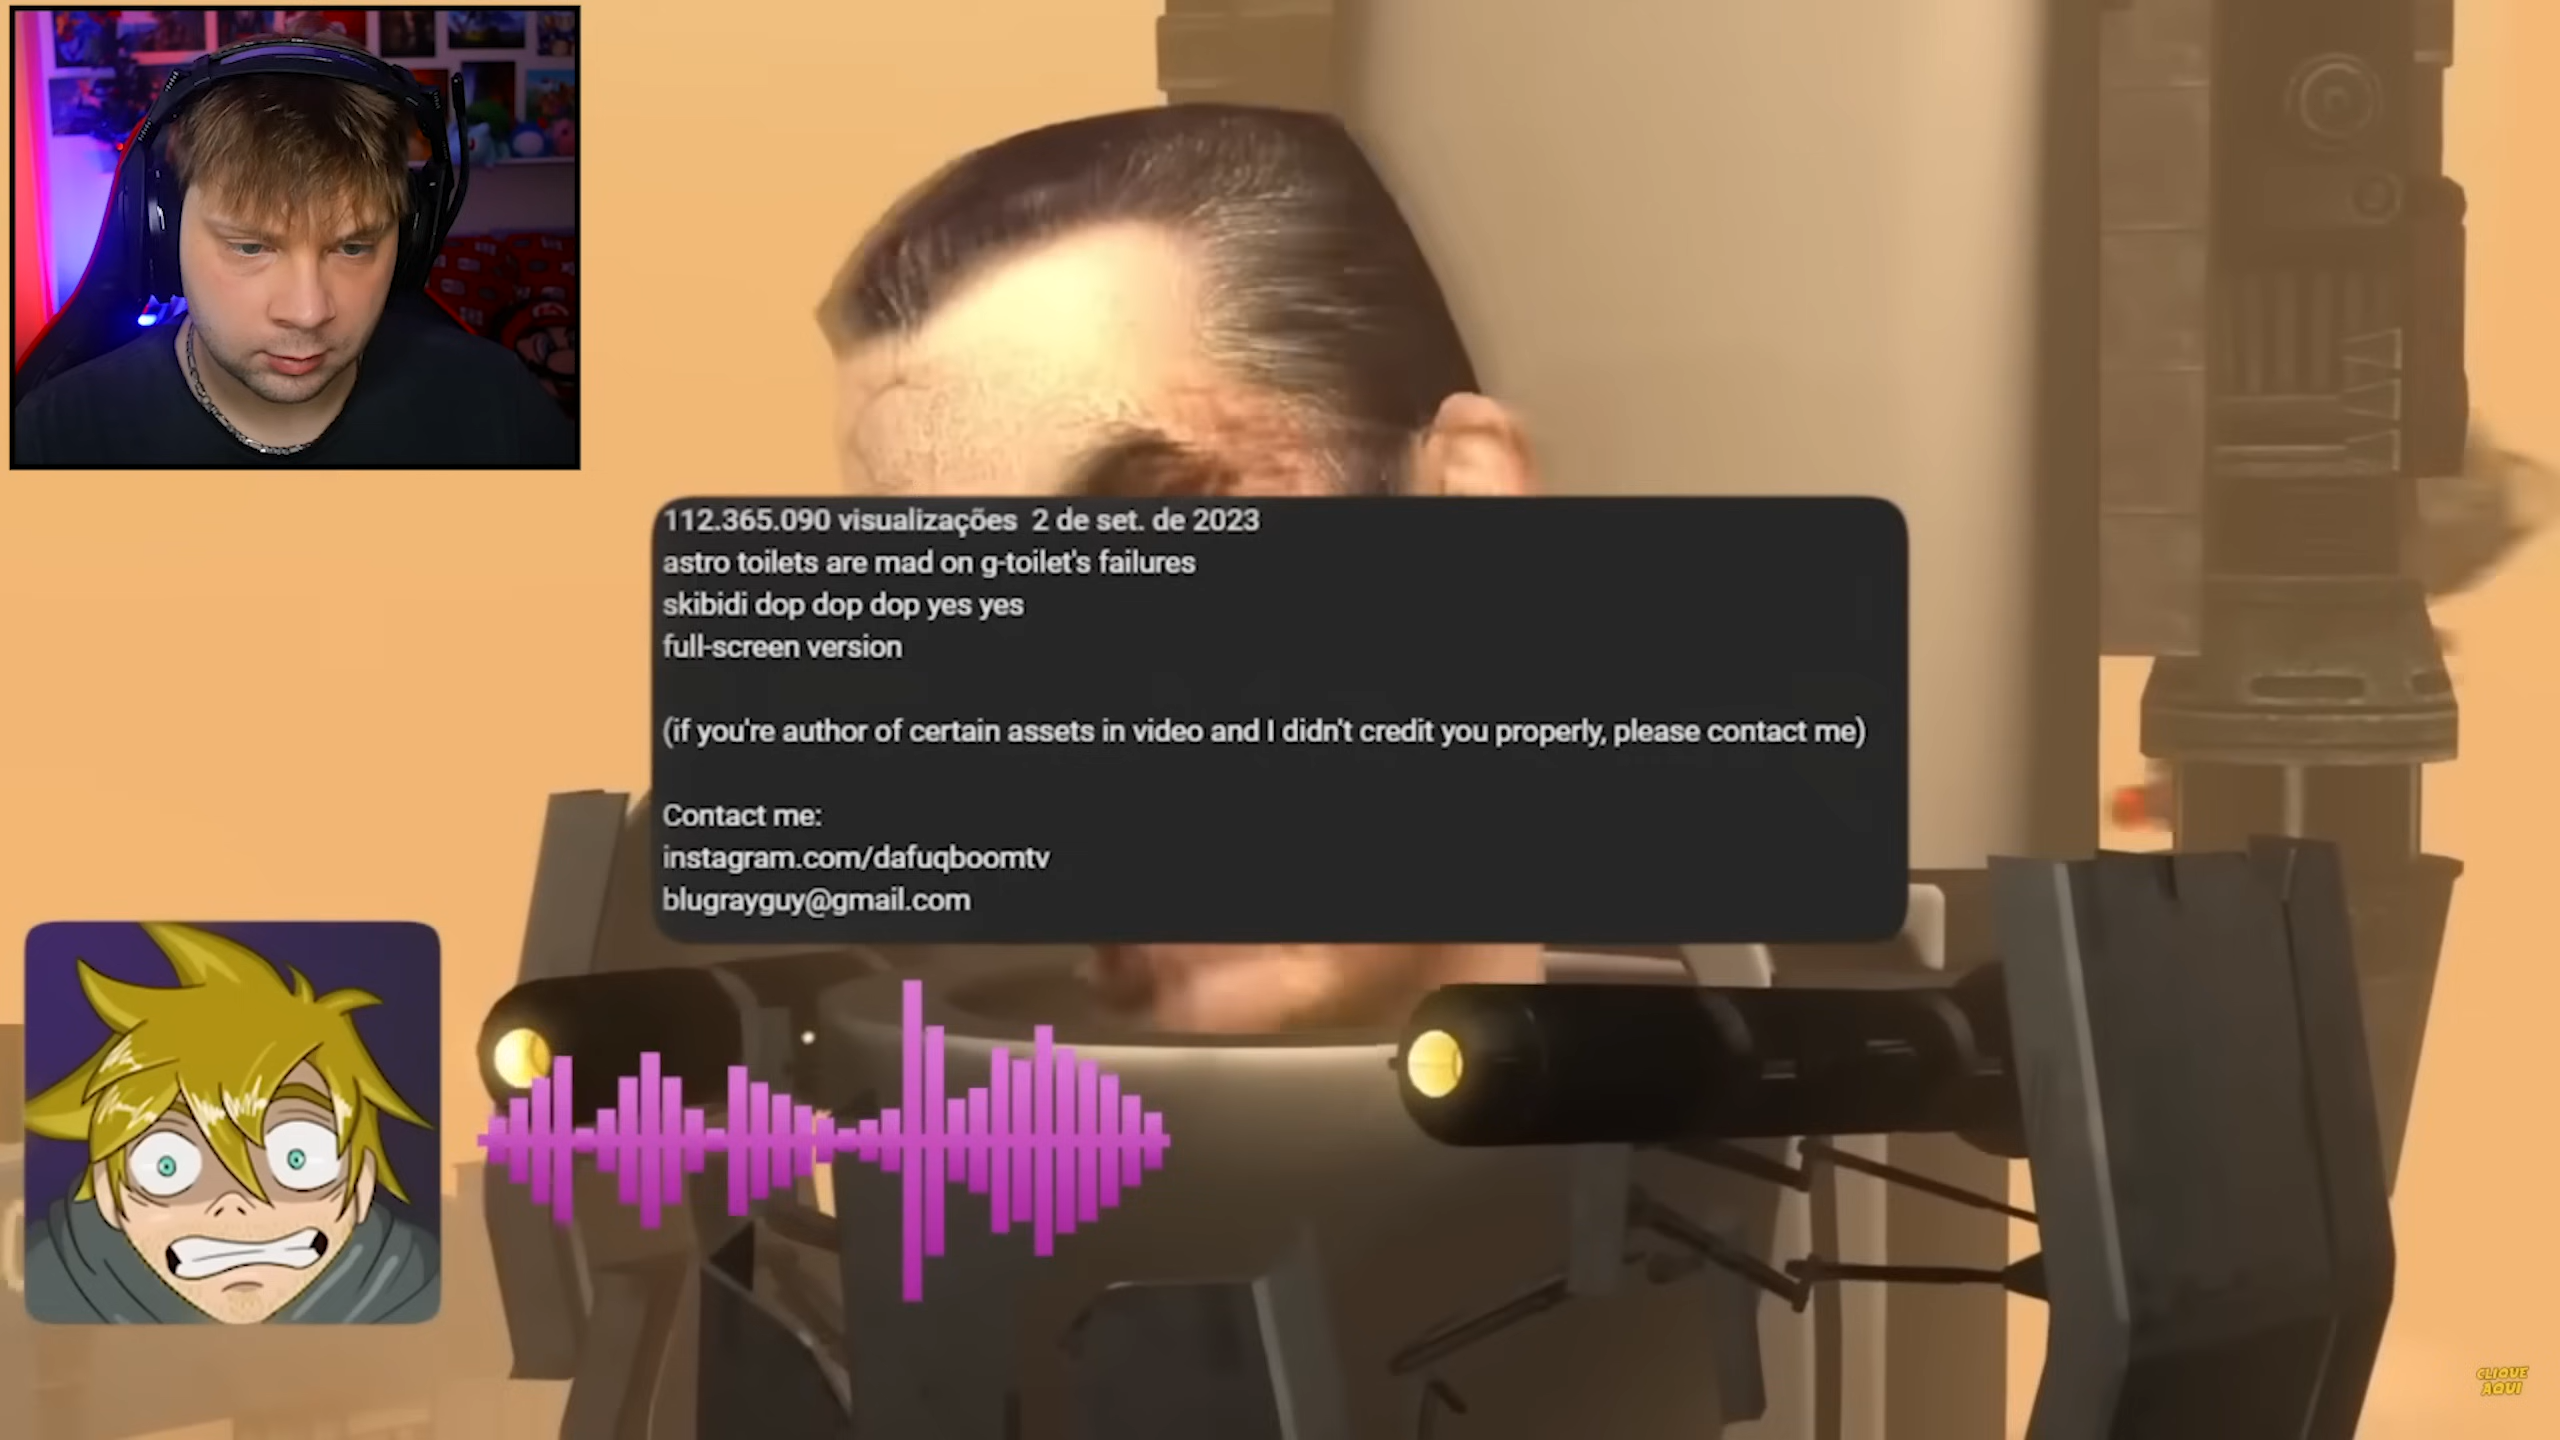 112.365.090 visualizações  2 de set. de 2023
astro toilets are mad on g-toilet's failures
skibidi dop dop dop yes yes
full-screen version
(if you're author of certain assets in video and I didn't credit you properly, please contact me)
Contact me:
instagram.com/dafuqboomtv
blugrayguy@gmail.com
CLIQUE
AQUI